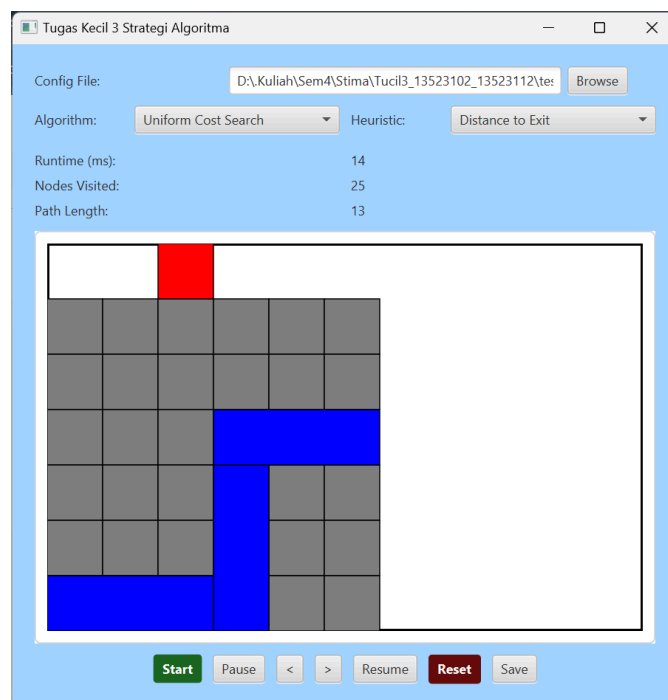 Tugas Kecil 3 Strategi Algoritma
Config File: D:\.Kuliah\Sem4\Stima\Tucil3_13523102_13523112\tes Browse
Algorithm: Uniform Cost Search Heuristic: Distance to Exit
Runtime (ms): 14
Nodes Visited: 25
Path Length: 13
Start Pause < > Resume Reset Save